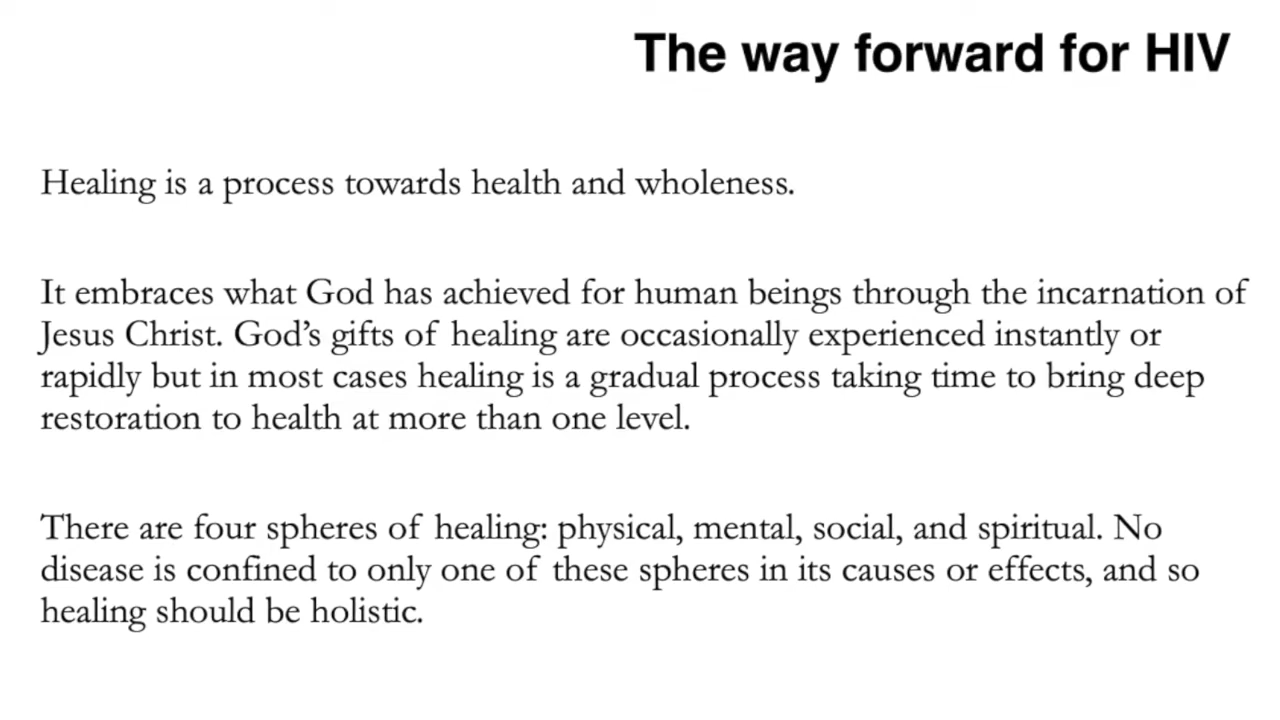 The way forward for HIV
Healing is a process towards health and wholeness.
It embraces what God has achieved for human beings through the incarnation of
Jesus Christ. God’s gifts of healing are occasionally experienced instantly or
rapidly but in most cases healing is a gradual process taking time to bring deep
restoration to health at more than one level.
There are four spheres of healing: physical, mental, social, and spiritual. No
disease is confined to only one of these spheres in its causes or effects, and so
healing should be holistic.